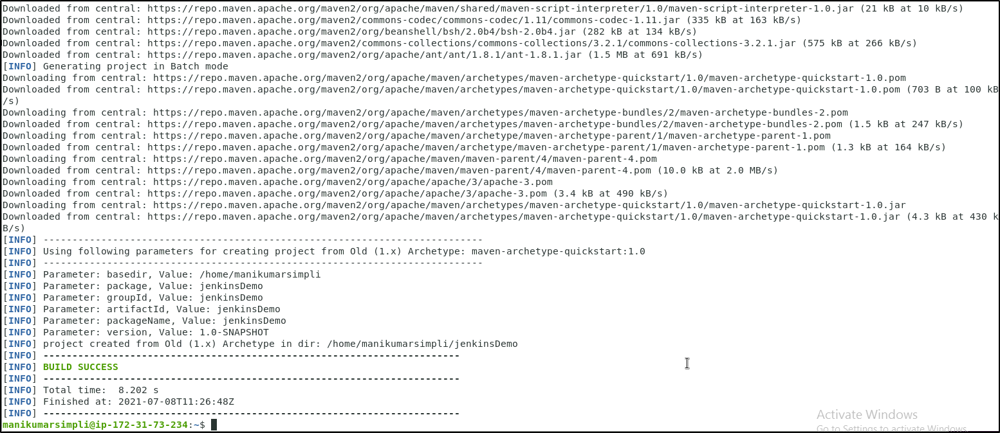 Downloaded from central: https://repo.maven.apache.org/maven2/org/apache/maven/shared/maven-script-interpreter/1.0/maven-script-interpreter-1.0.jar (21 kB at 10 kB/s)
Downloaded from central: https://repo.maven.apache.org/maven2/commons-codec/commons-codec/1.11/commons-codec-1.11.jar (335 kB at 163 kB/s)
Downloaded from central: https://repo.maven.apache.org/maven2/org/beanshell/bsh/2.0b4/bsh-2.0b4.jar (282 kB at 134 kB/s)
Downloaded from central: https://repo.maven.apache.org/maven2/commons-collections/commons-collections/3.2.1/commons-collections-3.2.1.jar (575 kB at 266 kB/s)
Downloaded from central: https://repo.maven.apache.org/maven2/org/apache/ant/ant/1.8.1/ant-1.8.1.jar (1.5 MB at 691 kB/s)
[INFO] Generating project in Batch mode
Downloading from central: https://repo.maven.apache.org/maven2/org/apache/maven/archetypes/maven-archetype-quickstart/1.0/maven-archetype-quickstart-1.0.pom
Downloaded from central: https://repo.maven.apache.org/maven2/org/apache/maven/archetypes/maven-archetype-quickstart/1.0/maven-archetype-quickstart-1.0.pom (703 B at 100 kB
/s)
Downloading from central: https://repo.maven.apache.org/maven2/org/apache/maven/archetypes/maven-archetype-bundles/2/maven-archetype-bundles-2.pom
Downloaded from central: https://repo.maven.apache.org/maven2/org/apache/maven/archetypes/maven-archetype-bundles/2/maven-archetype-bundles-2.pom (1.5 kB at 247 kB/s)
Downloading from central: https://repo.maven.apache.org/maven2/org/apache/maven/archetype/maven-archetype-parent/1/maven-archetype-parent-1.pom
Downloaded from central: https://repo.maven.apache.org/maven2/org/apache/maven/archetype/maven-archetype-parent/1/maven-archetype-parent-1.pom (1.3 kB at 164 kB/s)
Downloading from central: https://repo.maven.apache.org/maven2/org/apache/maven/maven-parent/4/maven-parent-4.pom
Downloaded from central: https://repo.maven.apache.org/maven2/org/apache/maven/maven-parent/4/maven-parent-4.pom (10.0 kB at 2.0 MB/s)
Downloading from central: https://repo.maven.apache.org/maven2/org/apache/apache/3/apache-3.pom
Downloaded from central: https://repo.maven.apache.org/maven2/org/apache/apache/3/apache-3.pom (3.4 kB at 490 kB/s)
Downloading from central: https://repo.maven.apache.org/maven2/org/apache/maven/archetypes/maven-archetype-quickstart/1.0/maven-archetype-quickstart-1.0.jar
Downloaded from central: https://repo.maven.apache.org/maven2/org/apache/maven/archetypes/maven-archetype-quickstart/1.0/maven-archetype-quickstart-1.0.jar (4.3 kB at 430 k
B/s)
[INFO] ----------------------------------------------------------------------------
[INFO] Using following parameters for creating project from Old (1.x) Archetype: maven-archetype-quickstart:1.0
[INFO] ----------------------------------------------------------------------------
[INFO] Parameter: basedir, Value: /home/manikumarsimpli
[INFO] Parameter: package, Value: jenkinsDemo
[INFO] Parameter: groupId, Value: jenkinsDemo
[INFO] Parameter: artifactId, Value: jenkinsDemo
[INFO] Parameter: packageName, Value: jenkinsDemo
[INFO] Parameter: version, Value: 1.0-SNAPSHOT
[INFO] project created from Old (1.x) Archetype in dir: /home/manikumarsimpli/jenkinsDemo
[INFO] ------------------------------------------------------------------------
[INFO] BUILD SUCCESS
[INFO] ------------------------------------------------------------------------
[INFO] Total time:  8.202 s
[INFO] Finished at: 2021-07-08T11:26:48Z
[INFO] ------------------------------------------------------------------------
manikumarsimpli@ip-172-31-73-234:~$
Activate Windows
Go to Settings to activate Windows.